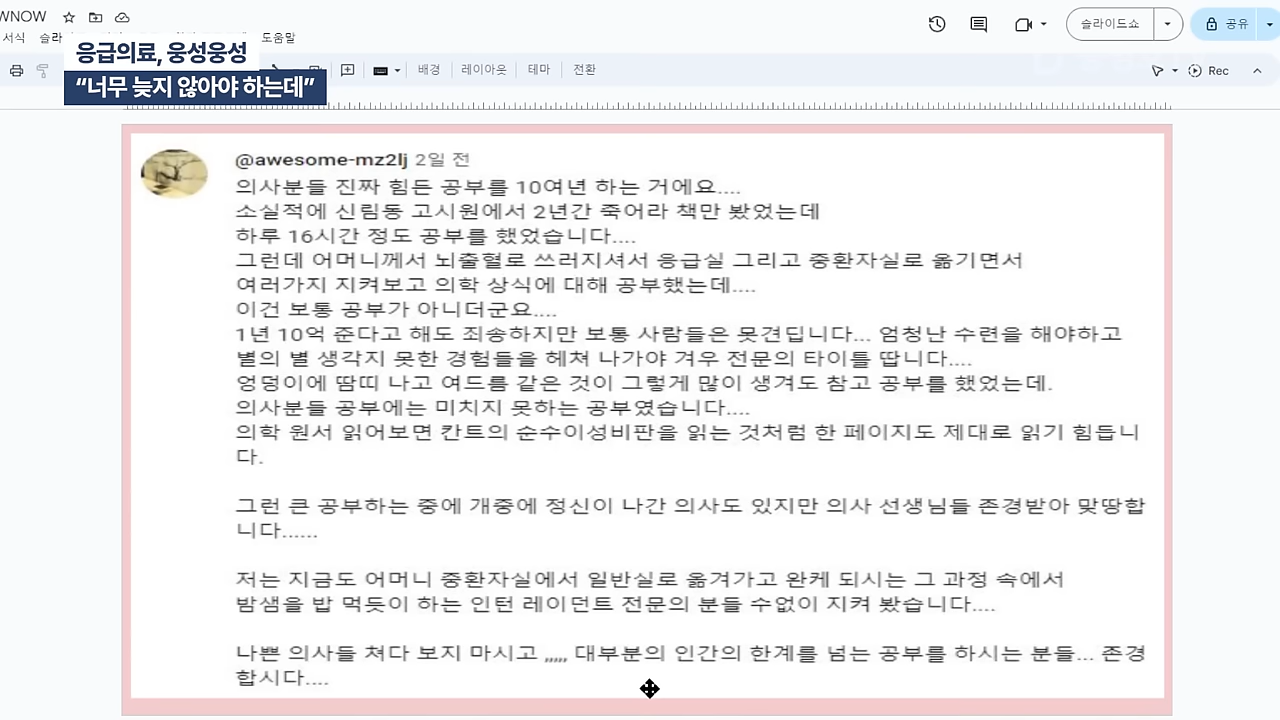 WNOW
슬라이드쇼
공유
서식
도움말
응급의료, 웅성웅성
“너무 늦지 않아야 하는데”
배경
레이아웃
테마
전환
Rec
@awesome-mz2lj 2일 전
의사분들 진짜 힘든 공부를 10여년 하는 거에요....
소실적에 신림동 고시원에서 2년간 죽어라 책만 봤었는데
하루 16시간 정도 공부를 했었습니다....
그런데 어머니께서 뇌출혈로 쓰러지셔서 응급실 그리고 중환자실로 옮기면서
여러가지 지켜보고 의학 상식에 대해 공부했는데....
이건 보통 공부가 아니더군요....
1년 10억 준다고 해도 죄송하지만 보통 사람들은 못견딥니다... 엄청난 수련을 해야하고
별의 별 생각지 못한 경험들을 헤쳐 나가야 겨우 전문의 타이틀 땁니다....
엉덩이에 땀띠 나고 여드름 같은 것이 그렇게 많이 생겨도 참고 공부를 했었는데.
의사분들 공부에는 미치지 못하는 공부였습니다....
의학 원서 읽어보면 칸트의 순수이성비판을 읽는 것처럼 한 페이지도 제대로 읽기 힘듭니
다.
그런 큰 공부하는 중에 개중에 정신이 나간 의사도 있지만 의사 선생님들 존경받아 맞땅합
니다......
저는 지금도 어머니 중환자실에서 일반실로 옮겨가고 완케 되시는 그 과정 속에서
밤샘을 밥 먹듯이 하는 인턴 레이던트 전문의 분들 수없이 지켜 봤습니다....
나쁜 의사들 쳐다 보지 마시고 ,,,,, 대부분의 인간의 한계를 넘는 공부를 하시는 분들... 존경
합시다....